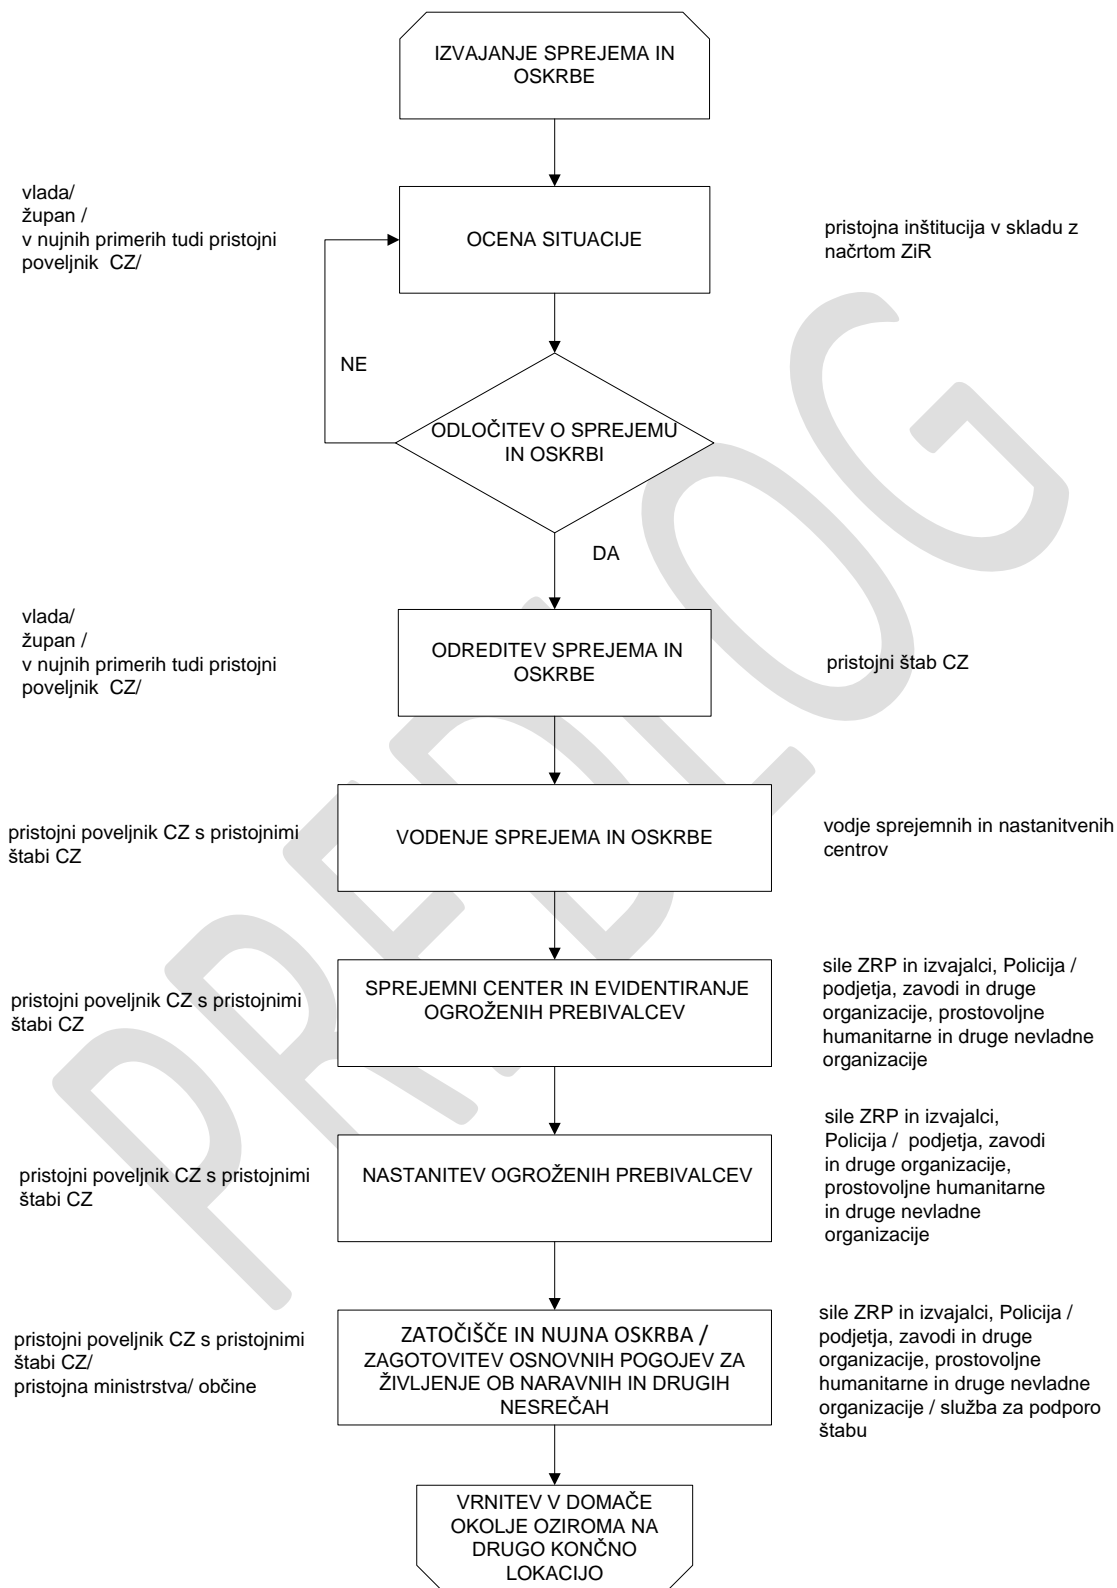 IZVAJANJE SPREJEMA IN
OSKRBE
vlada/
župan /
v nujnih primerih tudi pristojni
poveljnik CZ/
OCENA SITUACIJE
pristojna inštitucija v skladu z
načrtom ZiR
NE
ODLOČITEV O SPREJEMU
IN OSKRBI
DA
vlada/
župan /
v nujnih primerih tudi pristojni
poveljnik CZ/
ODREDITEV SPREJEMA IN
OSKRBE
pristojni štab CZ
pristojni poveljnik CZ s pristojnimi
štabi CZ
VODENJE SPREJEMA IN OSKRBE
vodje sprejemnih in nastanitvenih
centrov
pristojni poveljnik CZ s pristojnimi
štabi CZ
SPREJEMNI CENTER IN EVIDENTIRANJE
OGROŽENIH PREBIVALCEV
sile ZRP in izvajalci, Policija /
podjetja, zavodi in druge
organizacije, prostovoljne
humanitarne in druge nevladne
organizacije
pristojni poveljnik CZ s pristojnimi
štabi CZ
NASTANITEV OGROŽENIH PREBIVALCEV
sile ZRP in izvajalci,
Policija / podjetja, zavodi
in druge organizacije,
prostovoljne humanitarne
in druge nevladne
organizacije
pristojni poveljnik CZ s pristojnimi
štabi CZ/
pristojna ministrstva/ občine
ZATOČIŠČE IN NUJNA OSKRBA /
ZAGOTOVITEV OSNOVNIH POGOJEV ZA
ŽIVLJENJE OB NARAVNIH IN DRUGIH
NESREČAH
sile ZRP in izvajalci, Policija /
podjetja, zavodi in druge
organizacije, prostovoljne
humanitarne in druge nevladne
organizacije / služba za podporo
štabu
VRNITEV V DOMAČE
OKOLJE OZIROMA NA
DRUGO KONČNO
LOKACIJO
PREDLOG